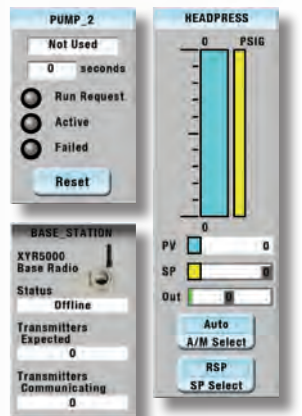 PUMP_2
Not Used
0 seconds
Run Request
Active
Failed
Reset
BASE_STATION
XYR5000
Base Radio
Status
Offline
Transmitters
Expected
0
Transmitters
Communicating
0
HEADPRESS
0 PSIG
0
PV 0
SP 0
Out 0
Auto
A/M Select
RSP
SP Select